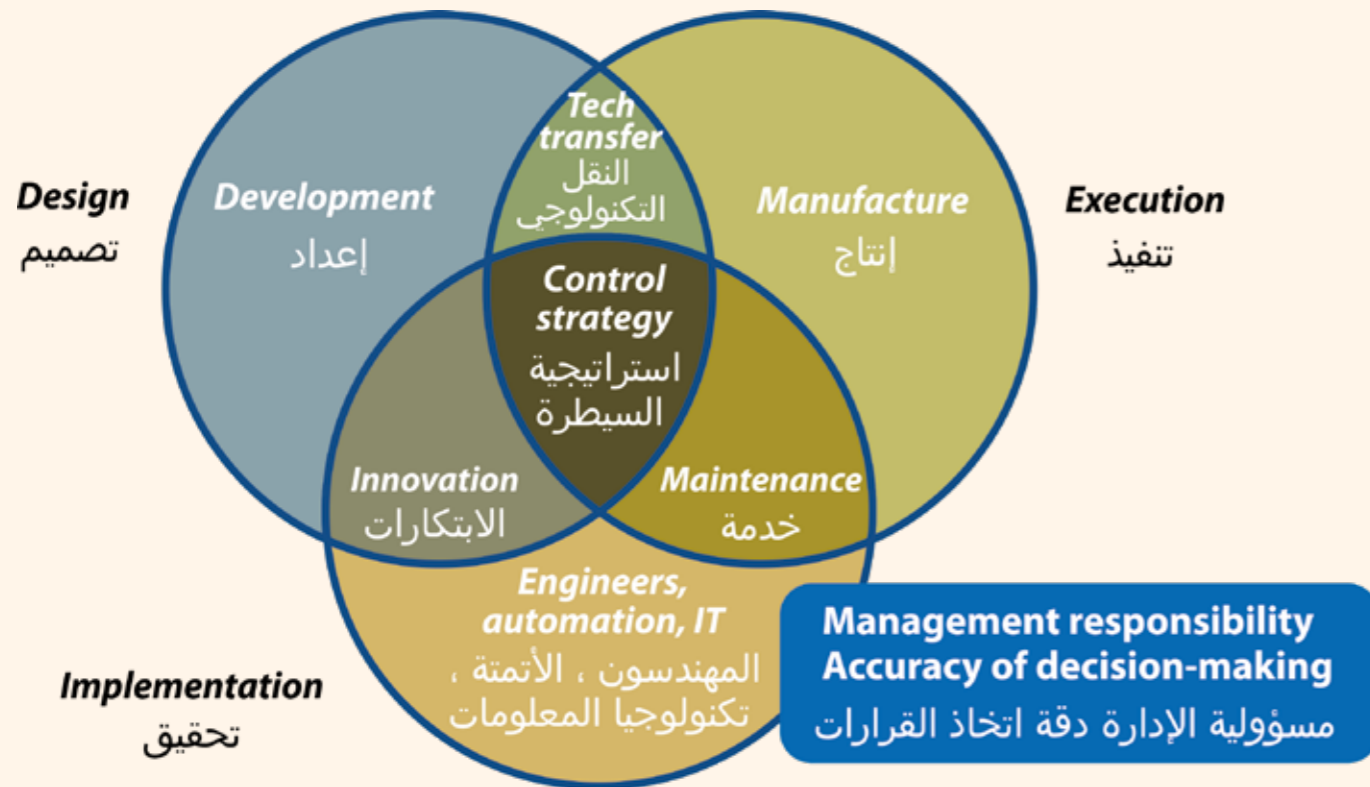 Tech
transfer
النقل
التكنولوجي
Design
تصميم
Development
إعداد
Manufacture
إنتاج
Execution
تنفيذ
Control
strategy
استراتيجية
السيطرة
Innovation
الابتكارات
Maintenance
خدمة
Engineers,
automation, IT
المهندسون ، الأتمتة ،
تكنولوجيا المعلومات
Implementation
تحقيق
Management responsibility
Accuracy of decision-making
مسؤولية الإدارة دقة اتخاذ القرارات